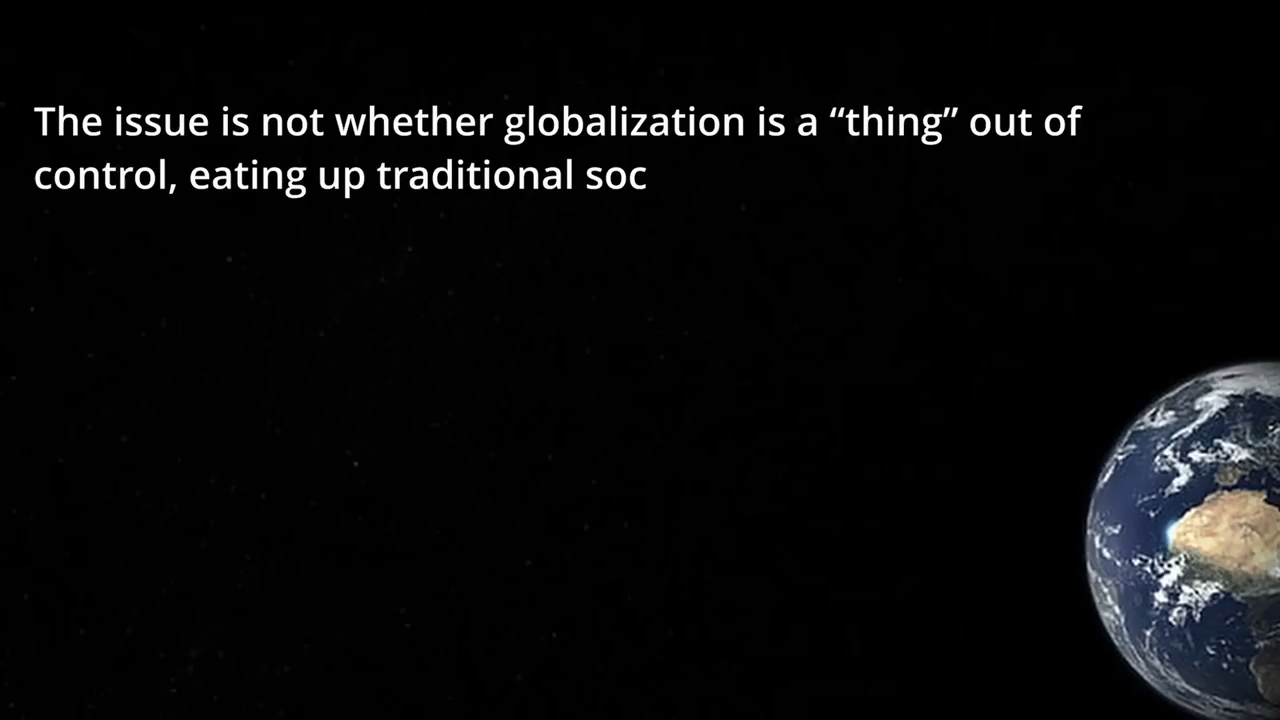 The issue is not whether globalization is a “thing” out of
control, eating up traditional soc